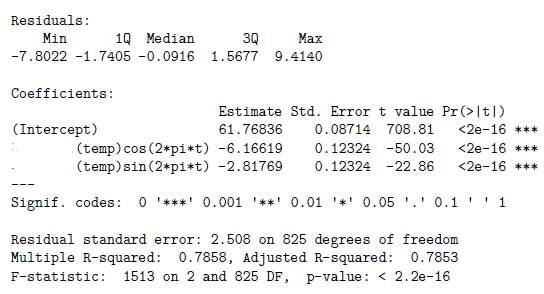 Residuals:
    Min      1Q  Median      3Q     Max
-7.8022 -1.7405 -0.0916  1.5677  9.4140
Coefficients:
Estimate Std. Error t value Pr(>|t|)
(Intercept) 61.76836 0.08714 708.81 <2e-16 ***
(temp)cos(2*pi*t) -6.16619 0.12324 -50.03 <2e-16 ***
(temp)sin(2*pi*t) -2.81769 0.12324 -22.86 <2e-16 ***
---
Signif. codes:  0 '***' 0.001 '**' 0.01 '*' 0.05 '.' 0.1 ' ' 1
Residual standard error: 2.508 on 825 degrees of freedom
Multiple R-squared:  0.7858, Adjusted R-squared:  0.7853
F-statistic:  1513 on 2 and 825 DF,  p-value: < 2.2e-16